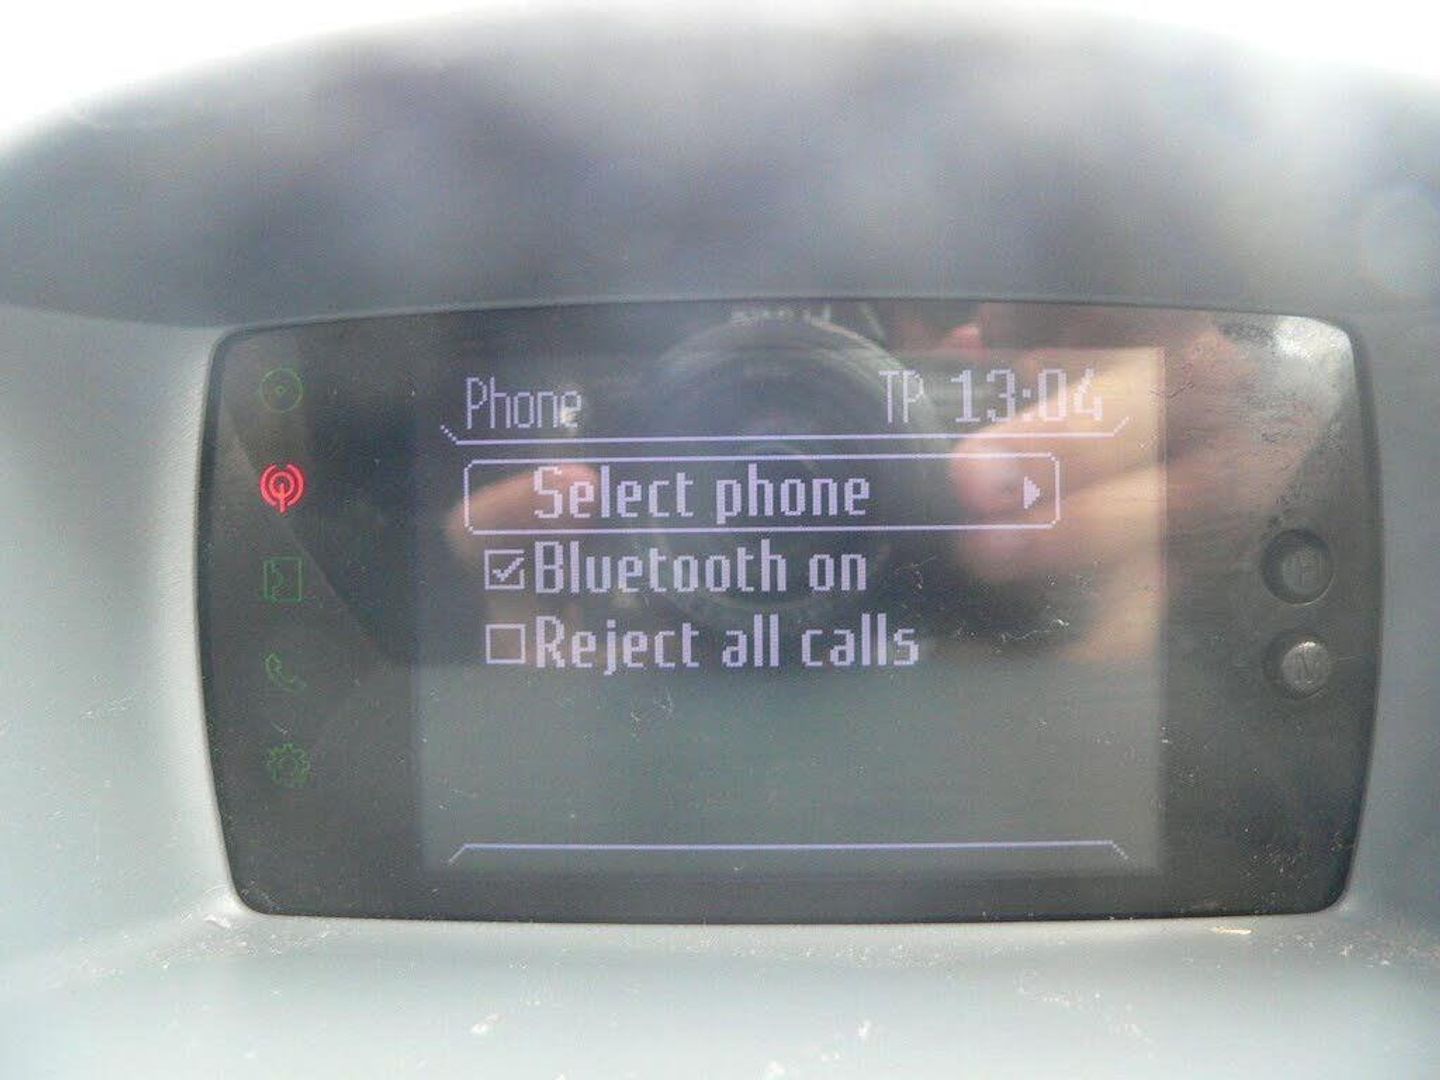 Phone TP 13:04
Select phone
Bluetooth on
Reject all calls
H
M